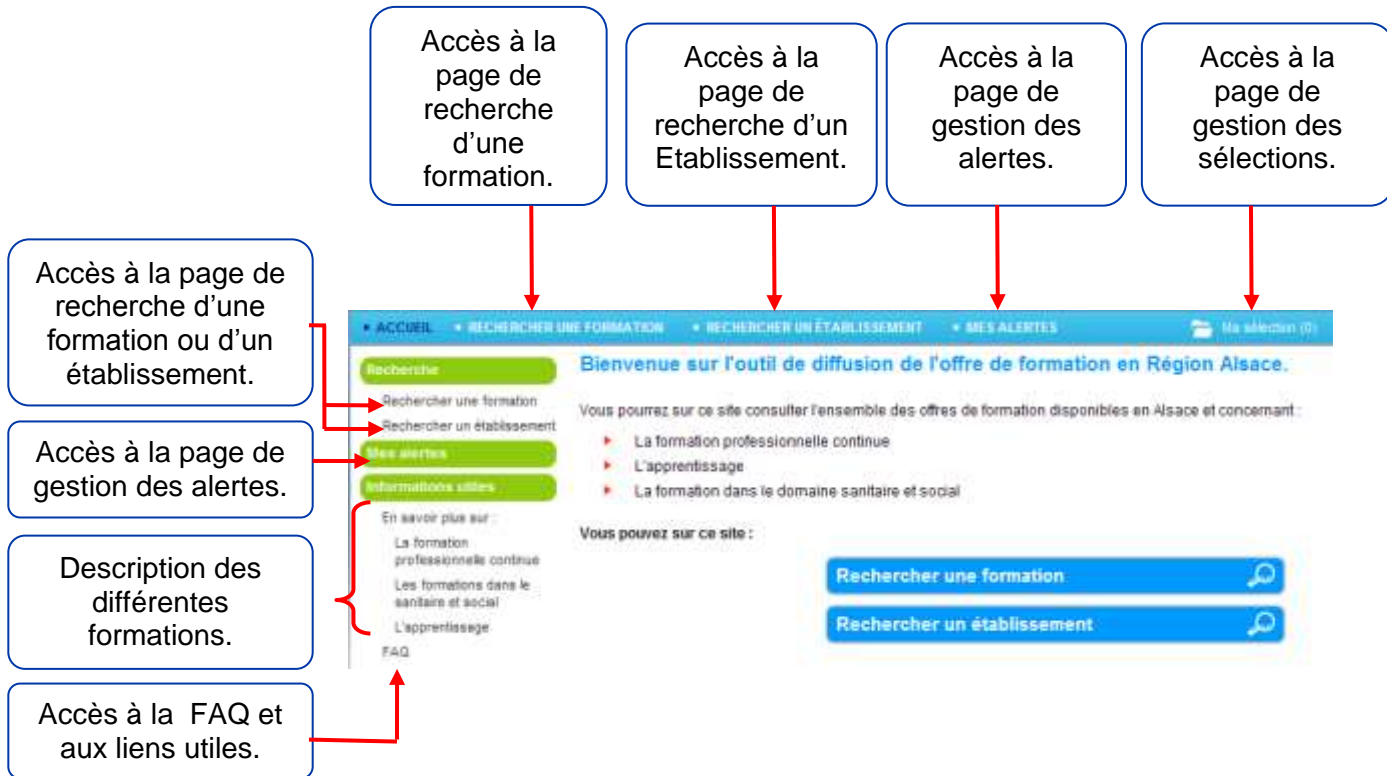 Accès à la
page de
recherche
d'une
formation.
Accès à la
page de
recherche d'un
Etablissement.
Accès à la
page de
gestion des
alertes.
Accès à la
page de
gestion des
sélections.
Accès à la page de
recherche d'une
formation ou d'un
établissement.
Accès à la page de
gestion des alertes.
Description des
différentes
formations.
Accès à la FAQ et
aux liens utiles.
ACCUEIL RECHERCHER UNE FORMATION RECHERCHER UN ÉTABLISSEMENT MES ALERTES Ma sélection (0)
Recherche
Rechercher une formation
Rechercher un établissement
Mes alertes
Informations utiles
En savoir plus sur :
La formation
professionnelle continue
Les formations dans le
sanitaire et social
L'apprentissage
FAQ
Bienvenue sur l'outil de diffusion de l'offre de formation en Région Alsace.
Vous pourrez sur ce site consulter l'ensemble des offres de formation disponibles en Alsace et concernant :
La formation professionnelle continue
L'apprentissage
La formation dans le domaine sanitaire et social
Vous pouvez sur ce site :
Rechercher une formation
Rechercher un établissement